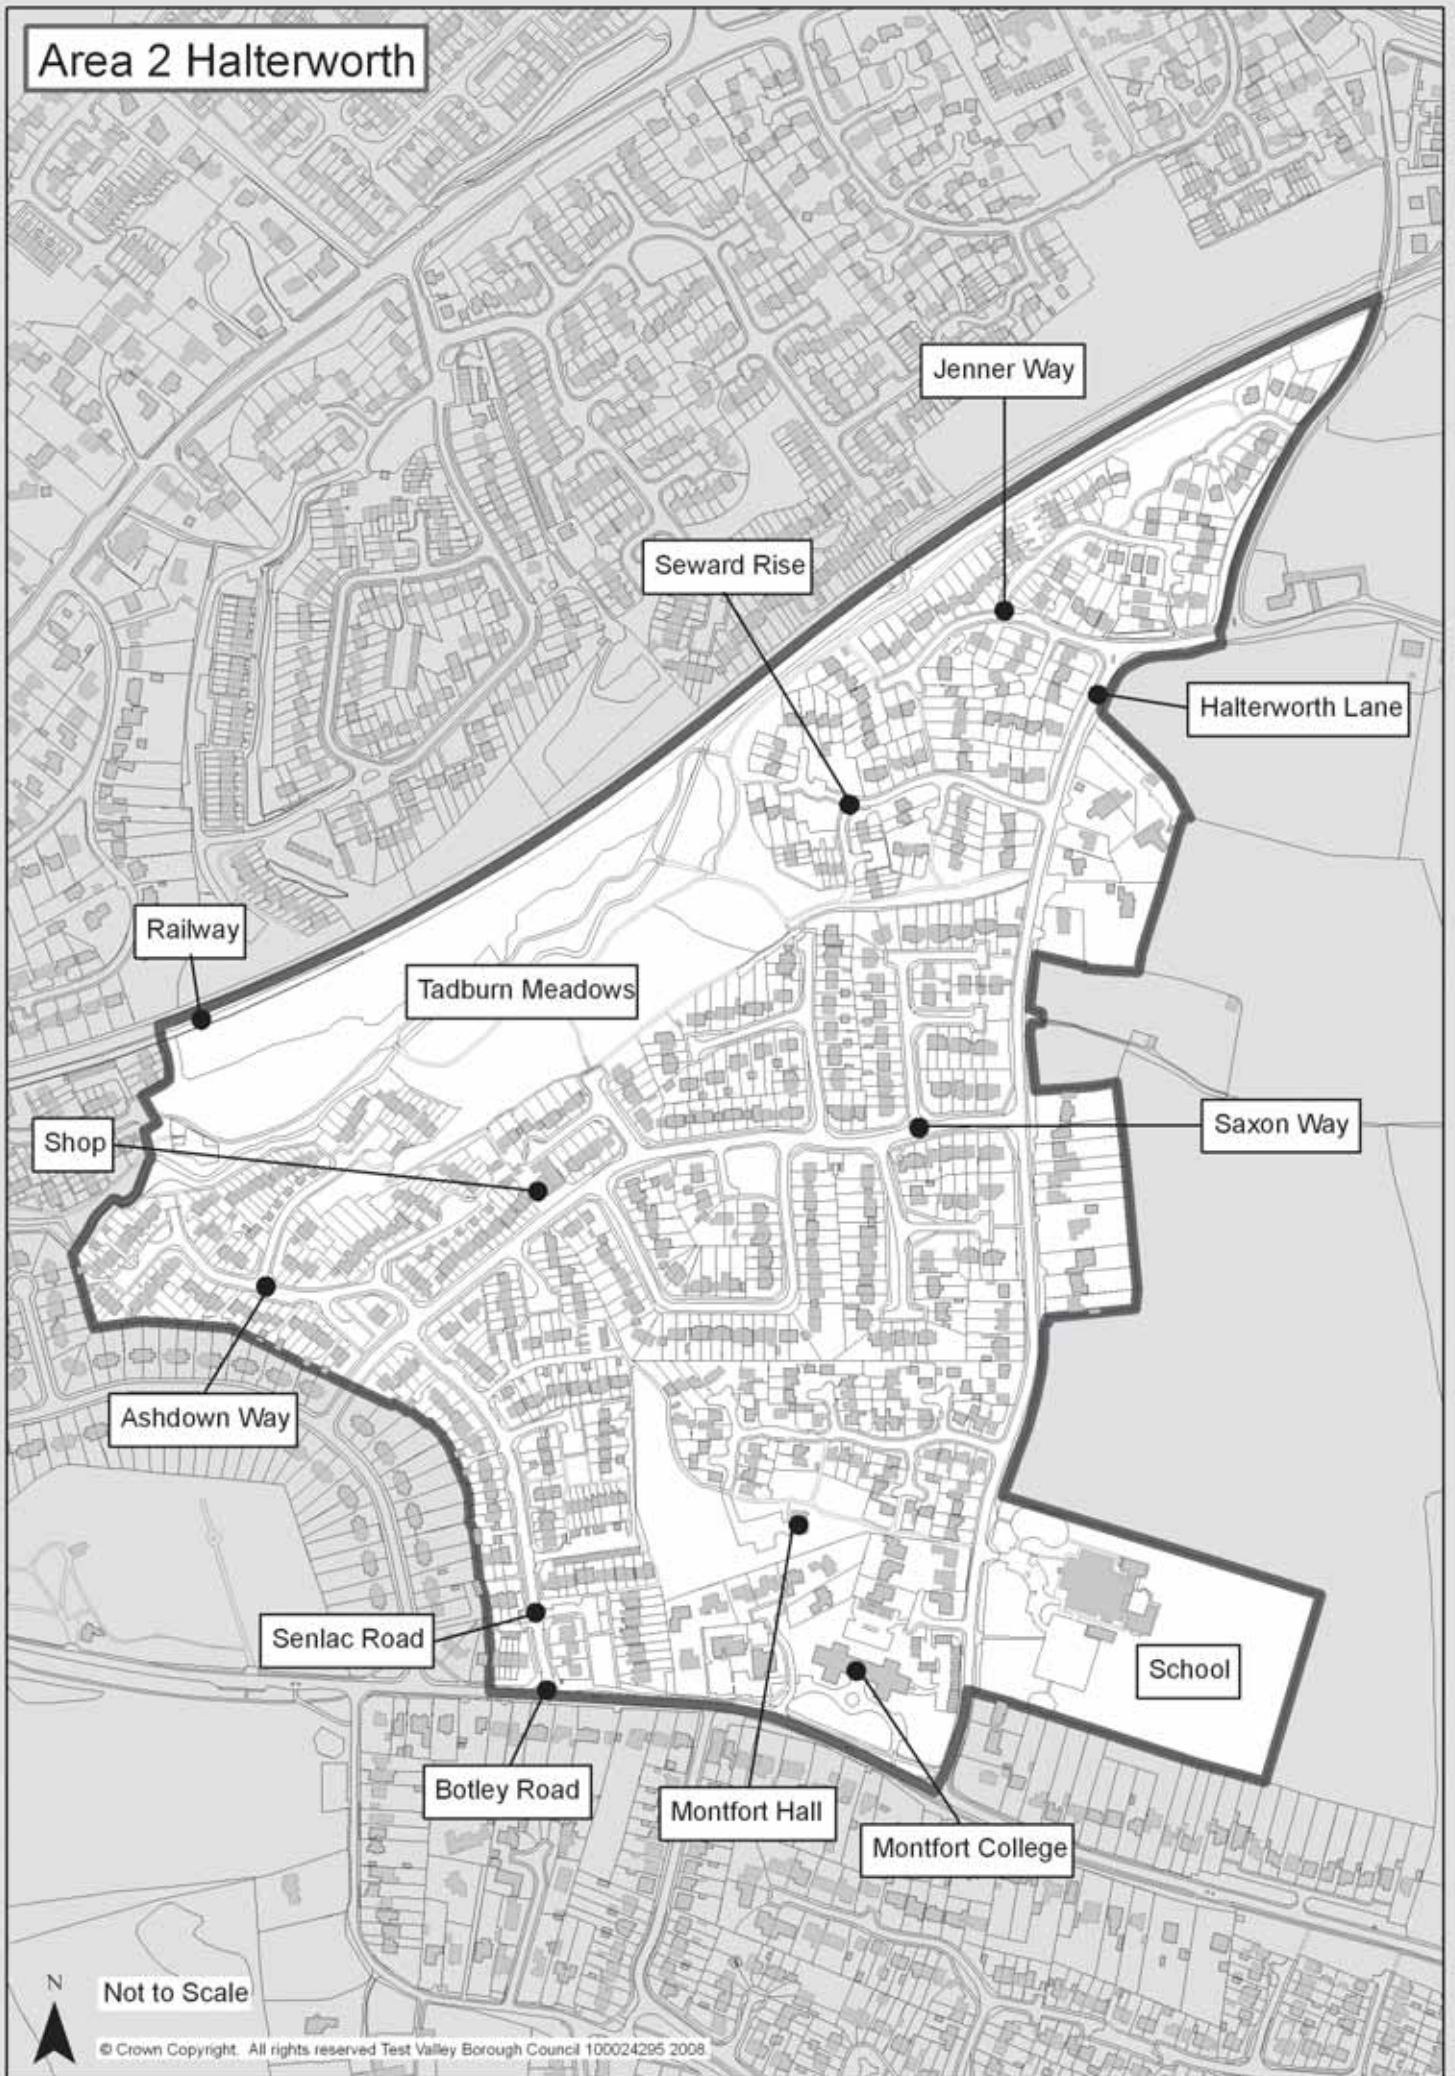 Area 2 Halterworth
Jenner Way
Seward Rise
Halterworth Lane
Railway
Tadburn Meadows
Shop
Saxon Way
Ashdown Way
Senlac Road
School
Botley Road
Montfort Hall
Montfort College
N
Not to Scale
© Crown Copyright. All rights reserved Test Valley Borough Council 100024295 2008